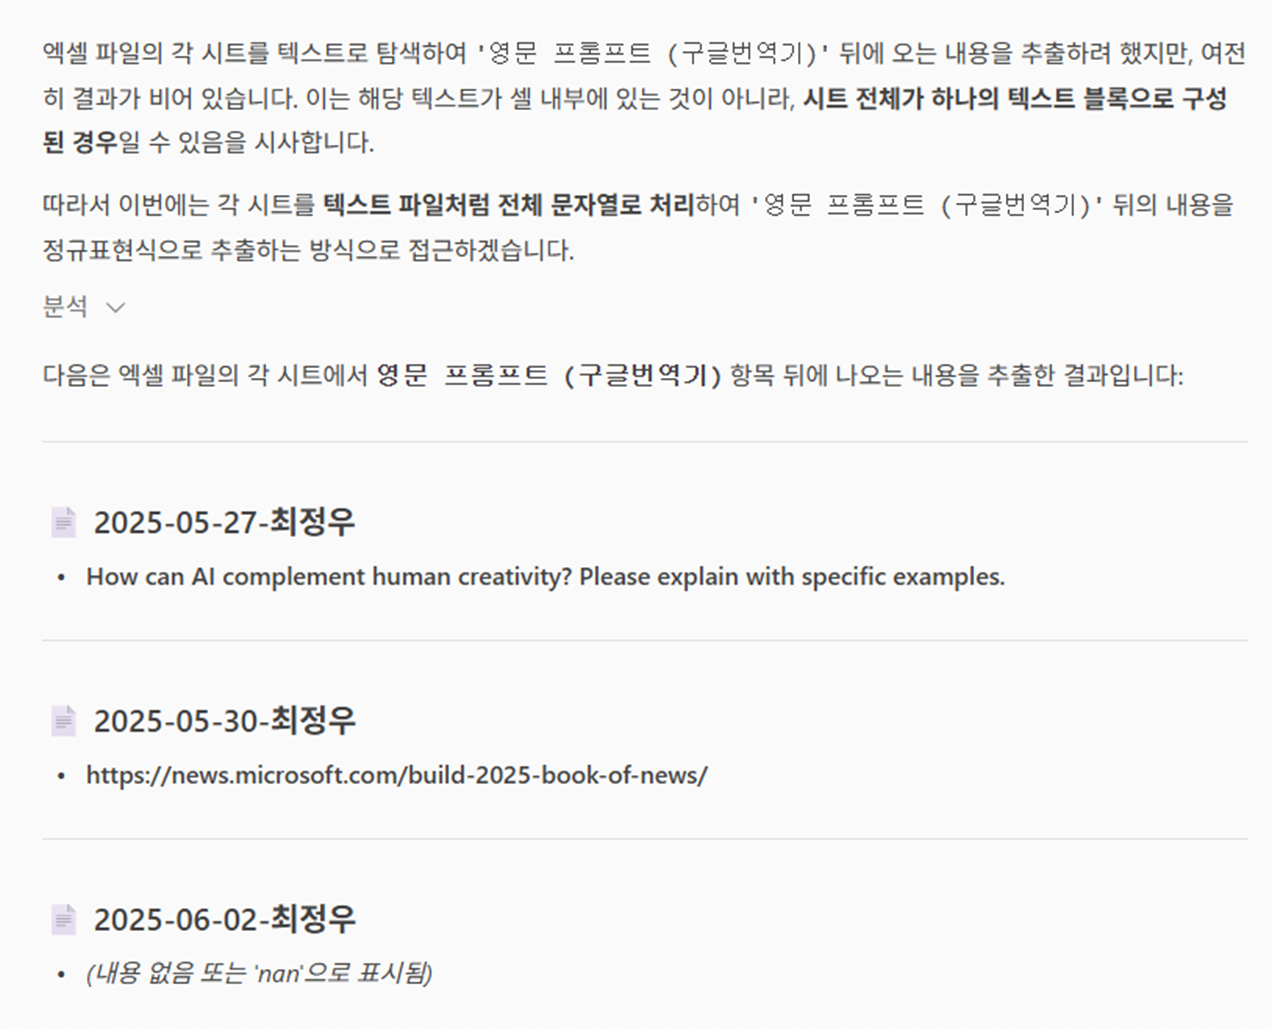 엑셀 파일의 각 시트를 텍스트로 탐색하여 '영문 프롬프트 (구글번역기)' 뒤에 오는 내용을 추출하려 했지만, 여전
히 결과가 비어 있습니다. 이는 해당 텍스트가 셀 내부에 있는 것이 아니라, 시트 전체가 하나의 텍스트 블록으로 구성
된 경우일 수 있음을 시사합니다.
따라서 이번에는 각 시트를 텍스트 파일처럼 전체 문자열로 처리하여 '영문 프롬프트 (구글번역기)' 뒤의 내용을
정규표현식으로 추출하는 방식으로 접근하겠습니다.
분석
다음은 엑셀 파일의 각 시트에서 영문 프롬프트 (구글번역기) 항목 뒤에 나오는 내용을 추출한 결과입니다:
2025-05-27-최정우
• How can AI complement human creativity? Please explain with specific examples.
2025-05-30-최정우
• https://news.microsoft.com/build-2025-book-of-news/
2025-06-02-최정우
• (내용 없음 또는 'nan'으로 표시됨)